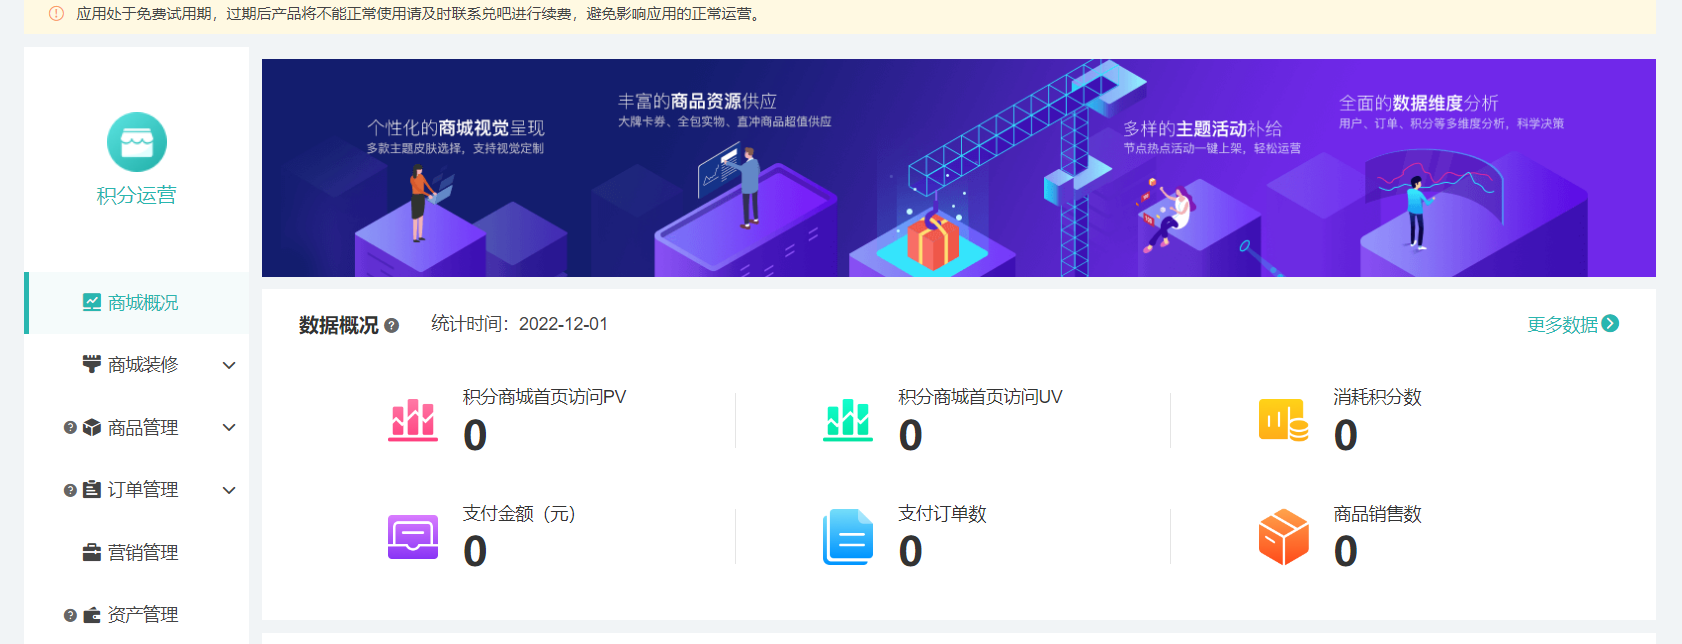 应用处于免费试用期，过期后产品将不能正常使用请及时联系兑吧进行续费，避免影响应用的正常运营。
积分运营
商城概况
商城装修
商品管理
订单管理
营销管理
资产管理
个性化的商城视觉呈现
多款主题皮肤选择，支持视觉定制
丰富的商品资源供应
大牌卡券、全包实物、直冲商品超值供应
多样的主题活动补给
节点热点活动一键上架，轻松运营
全面的数据维度分析
用户、订单、积分等多维度分析，科学决策
数据概况 统计时间：2022-12-01 更多数据
积分商城首页访问PV
0
积分商城首页访问UV
0
消耗积分数
0
支付金额（元）
0
支付订单数
0
商品销售数
0